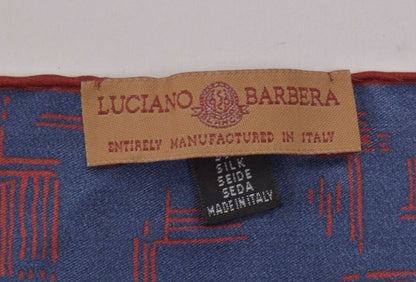 LUCIANO BARBERA
ENTIRELY MANUFACTURED IN ITALY
SILK
SEIDE
SEDA
MADE IN ITALY